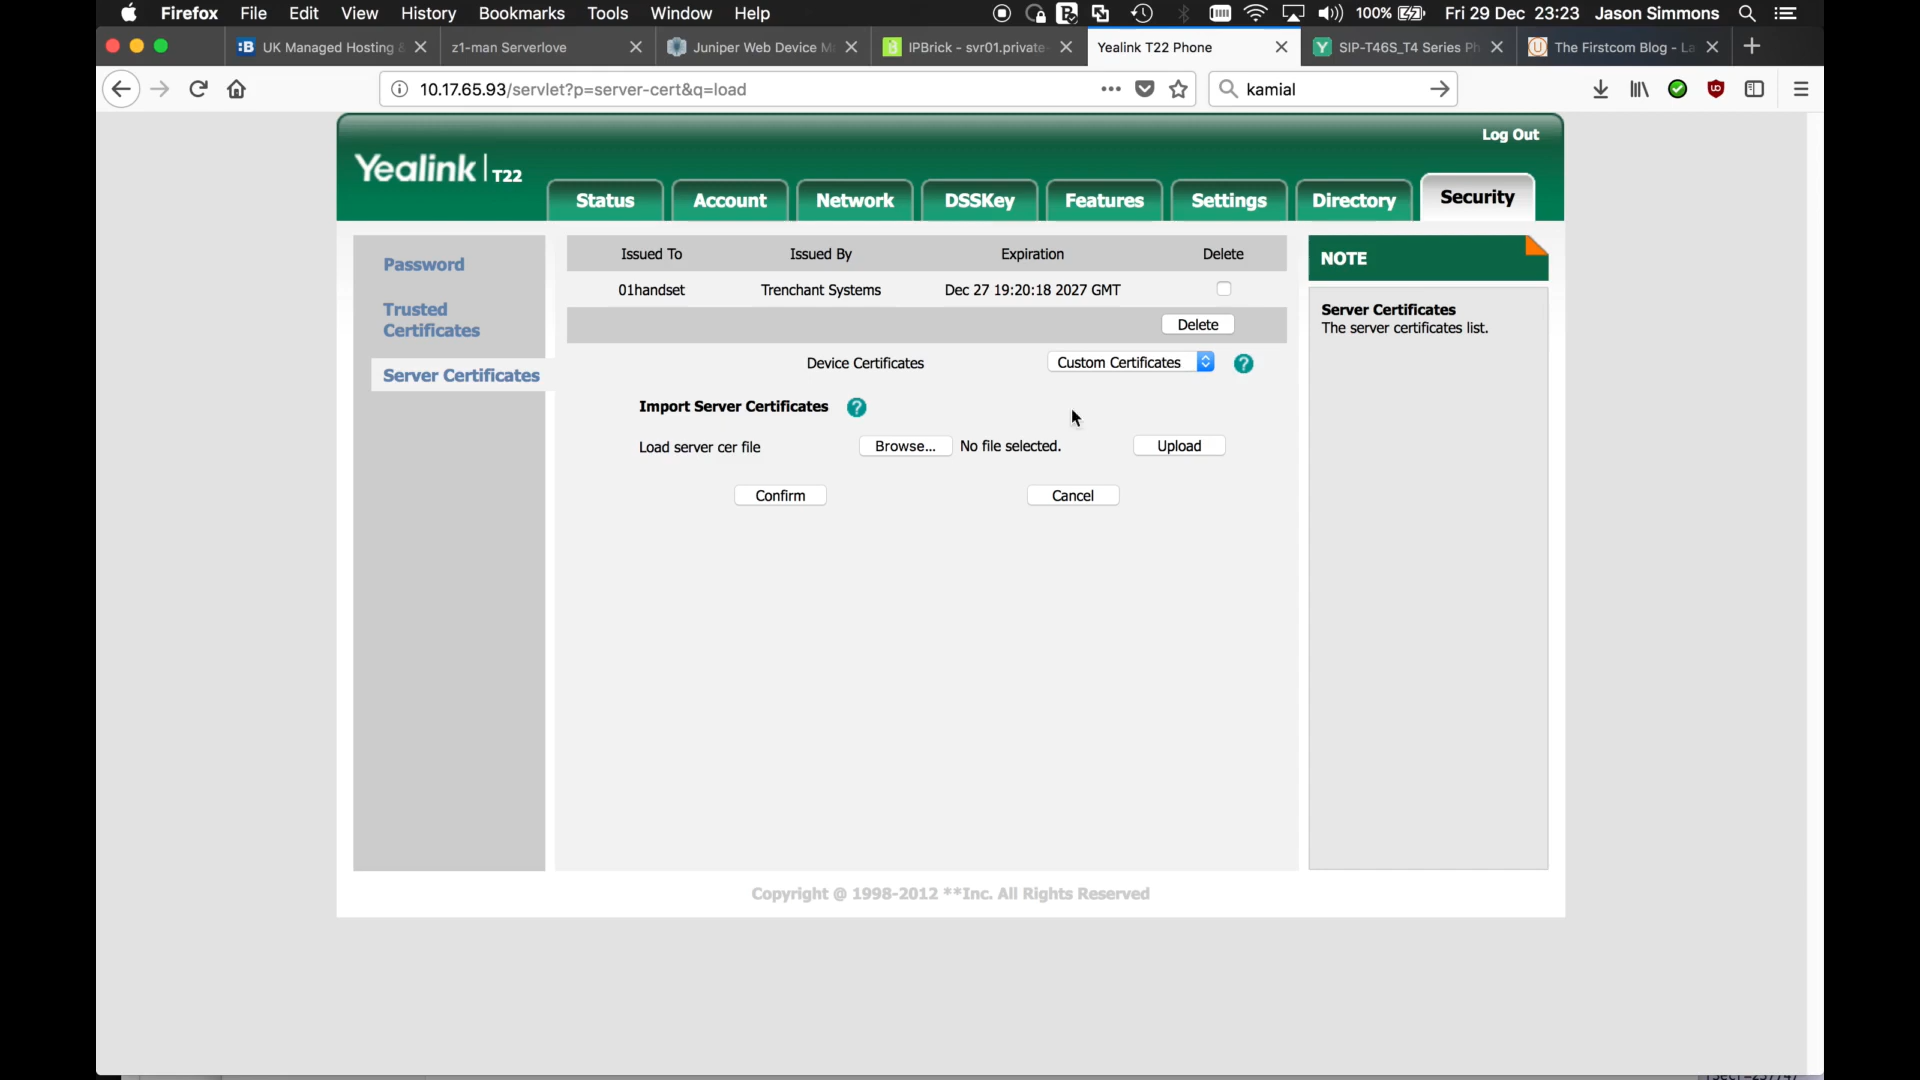 Firefox File Edit View History Bookmarks Tools Window Help 100% Fri 29 Dec 23:23 Jason Simmons
:B UK Managed Hosting & z1-man Serverlove Juniper Web Device M IPBrick - svr01.private- Yealink T22 Phone Y SIP-T46S_T4 Series Ph The Firstcom Blog - La
10.17.65.93/servlet?p=server-cert&q=load kamial
Log Out
Yealink T22
Status Account Network DSSKey Features Settings Directory Security
Password
Trusted
Certificates
Server Certificates
Issued To Issued By Expiration Delete
01handset Trenchant Systems Dec 27 19:20:18 2027 GMT
Delete
Device Certificates Custom Certificates ?
Import Server Certificates ?
Load server cer file Browse... No file selected. Upload
Confirm Cancel
NOTE
Server Certificates
The server certificates list.
Copyright @ 1998-2012 **Inc. All Rights Reserved